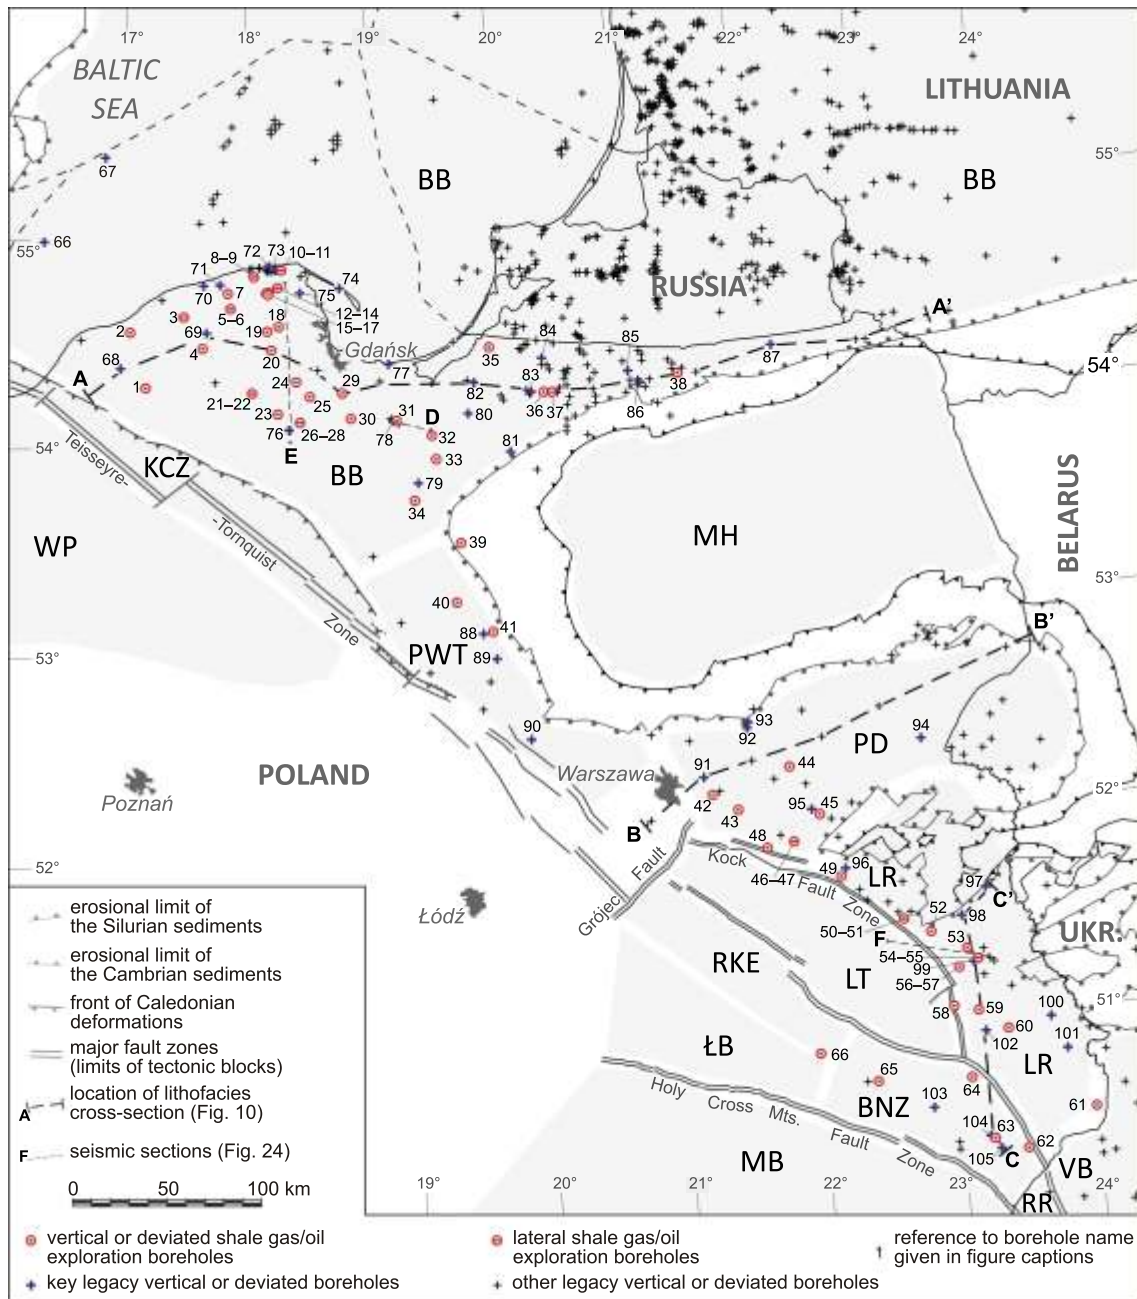 17°
18°
19°
20°
21°
22°
23°
24°
BALTIC
SEA
LITHUANIA
67
BB
BB
55°
66
55°
72
73
10–11
8–9
71
74
70
7
75
RUSSIA
A'
12–14
15–17
3
5–6
18
2
69
19
Gdańsk
84
85
35
4
20
87
54°
68
77
83
38
A
24
29
82
1
36
37
86
21–22
25
31
D
80
23
30
26–28
78
32
81
76
54°
E
33
Teisseyre-
KCZ
BB
79
BELARUS
34
-Tornquist
WP
MH
39
53°
Zone
40
88
41
B'
PWT
89
53°
90
93
92
94
PD
91
44
POLAND
Warszawa
52°
Poznań
42
95
45
43
B
48
Kock
96
52°
Fault
46–47
49
LR
Fault
97
C'
Zone
Łódź
Grójec
52
98
50–51
F
53
UKR.
54–55
RKE
99
LT
56–57
51°
100
58
59
60
102
101
ŁB
66
LR
65
Holy
Cross
Mts.
Fault
Zone
BNZ
103
64
61
104
63
62
105
C
MB
VB
RR
19°
20°
21°
22°
23°
24°
erosional limit of
the Silurian sediments
erosional limit of
the Cambrian sediments
front of Caledonian
deformations
major fault zones
(limits of tectonic blocks)
location of lithofacies
A cross-section (Fig. 10)
F seismic sections (Fig. 24)
0 50 100 km
vertical or deviated shale gas/oil
exploration boreholes
lateral shale gas/oil
exploration boreholes
reference to borehole name
given in figure captions
key legacy vertical or deviated boreholes
other legacy vertical or deviated boreholes